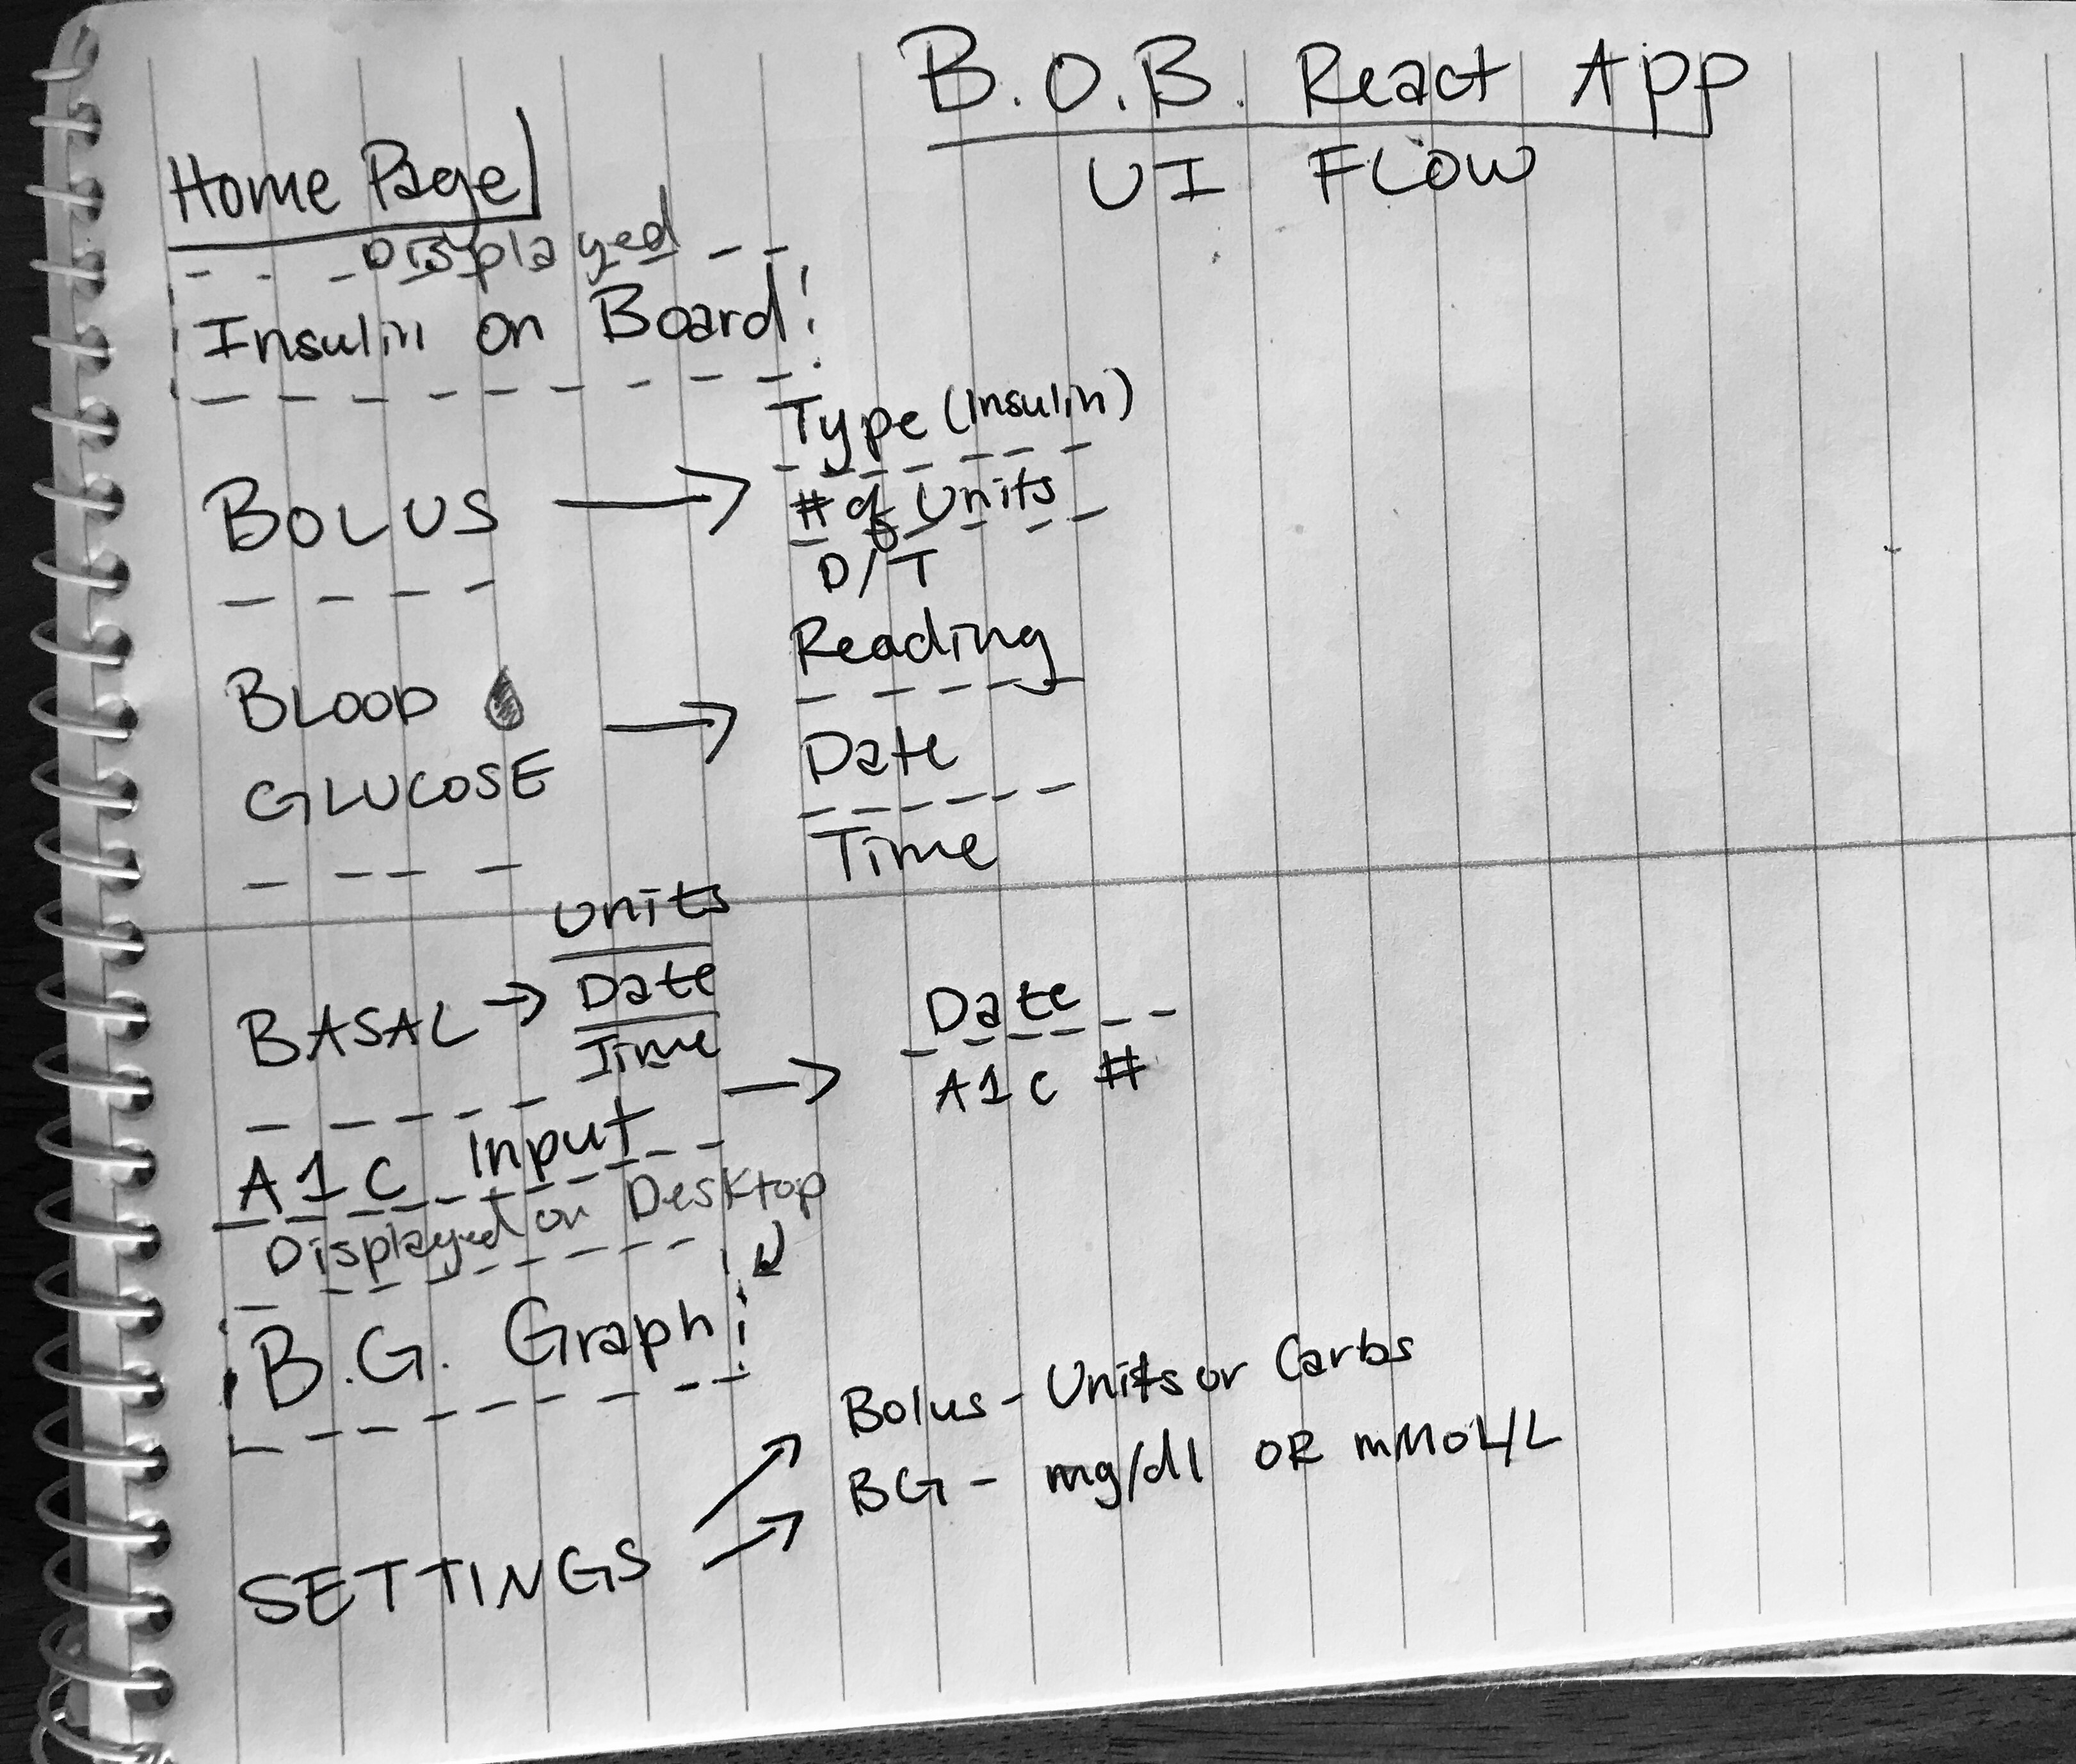 B.O.B. React App
UI FLOW
Home Page
Displayed
Insulin on Board
BOLUS →
Type (Insulin)
# of Units
D/T
BLOOD
GLUCOSE →
Reading
Date
Time
BASAL →
Units
Date
Time
A1C Input →
Date
A1C #
Displayed on Desktop
B.G. Graph
SETTINGS
Bolus - Units or Carbs
BG - mg/dl OR mMOL/L